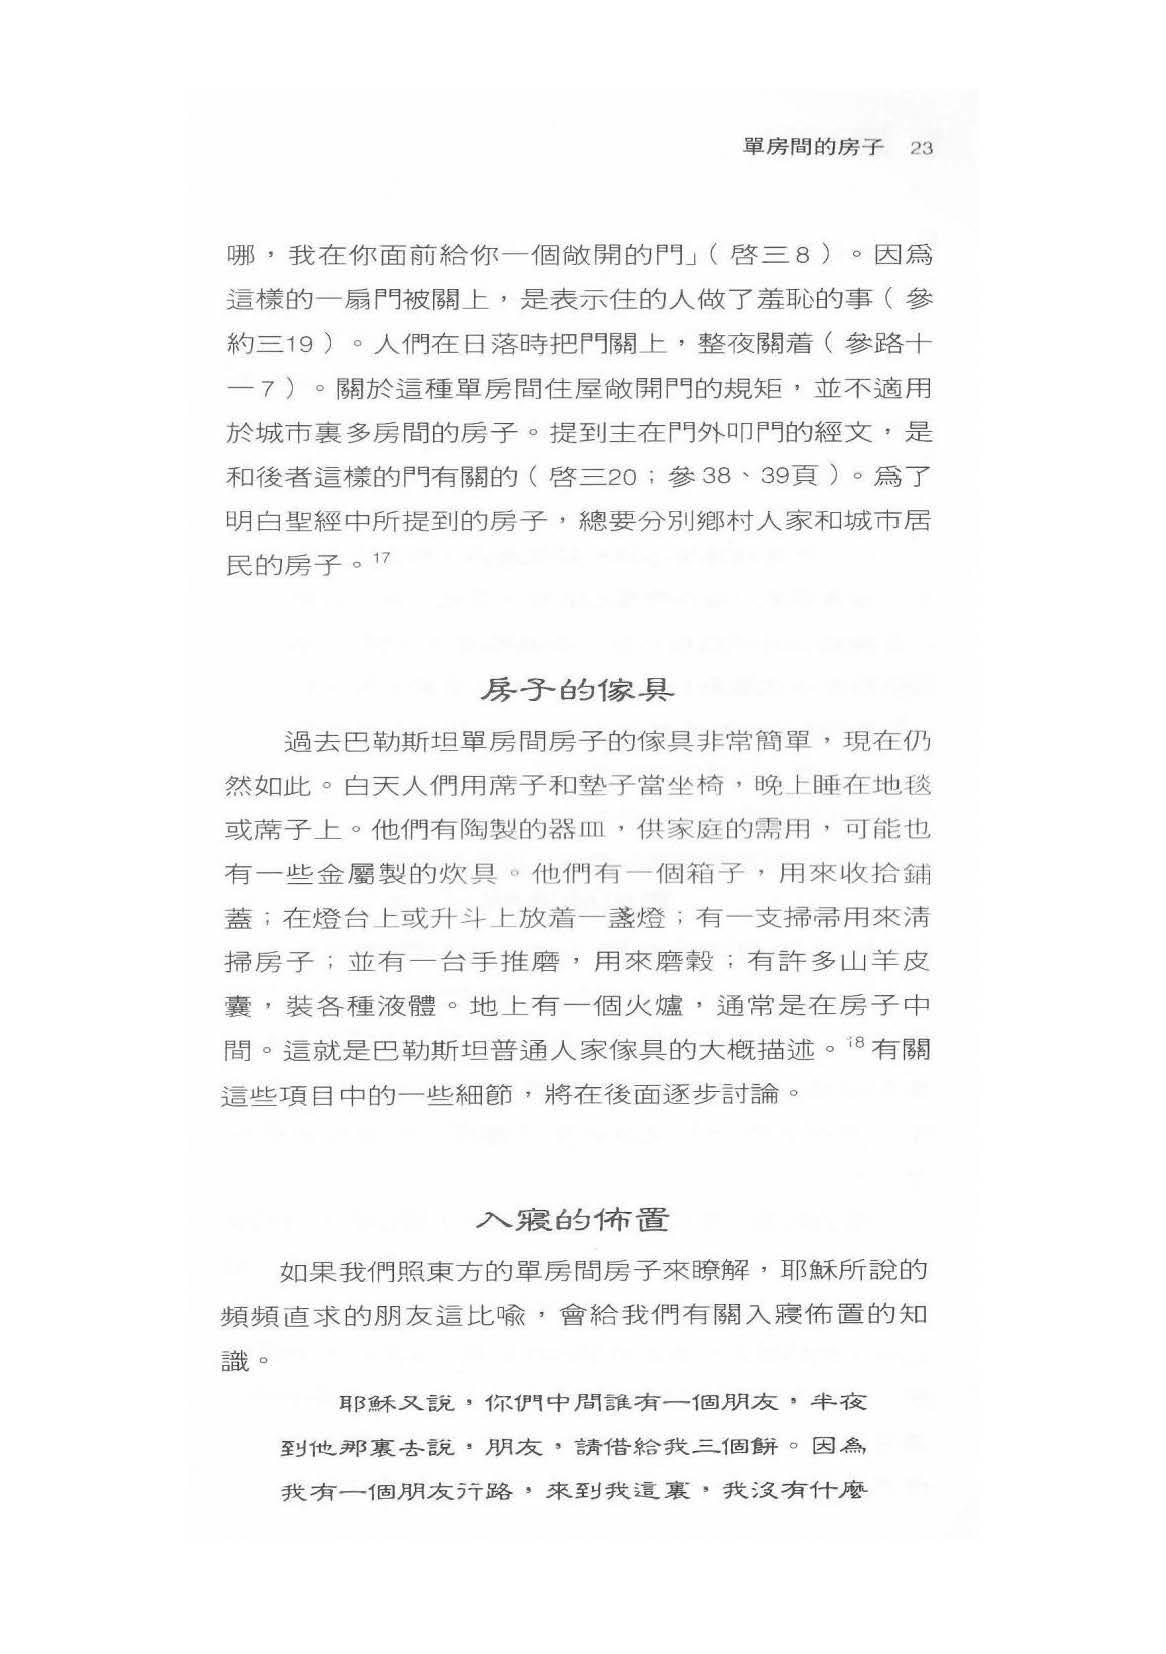 單房間的房子 23
哪，我在你面前給你一個敞開的門」（啓三8）。因爲
這樣的一扇門被關上，是表示住的人做了羞恥的事（參
約三19）。人們在日落時把門關上，整夜關着（參路十
一7）。關於這種單房間住屋敞開門的規矩，並不適用
於城市裏多房間的房子。提到主在門外叩門的經文，是
和後者這樣的門有關的（啓三20；參38、39頁）。爲了
明白聖經中所提到的房子，總要分別鄉村人家和城市居
民的房子。17
房子的傢具
過去巴勒斯坦單房間房子的傢具非常簡單，現在仍
然如此。白天人們用蓆子和墊子當坐椅，晚上睡在地毯
或蓆子上。他們有陶製的器皿，供家庭的需用，可能也
有一些金屬製的炊具。他們有一個箱子，用來收拾鋪
蓋；在燈台上或升斗上放着一盞燈；有一支掃帚用來清
掃房子；並有一台手推磨，用來磨穀；有許多山羊皮
囊，裝各種液體。地上有一個火爐，通常是在房子中
間。這就是巴勒斯坦普通人家傢具的大概描述。18有關
這些項目中的一些細節，將在後面逐步討論。
入寢的佈置
如果我們照東方的單房間房子來瞭解，耶穌所說的
頻頻直求的朋友這比喻，會給我們有關入寢佈置的知
識。
耶穌又說，你們中間誰有一個朋友，半夜
到他那裏去說，朋友，請借給我三個餅。因爲
我有一個朋友行路，來到我這裏，我沒有什麼